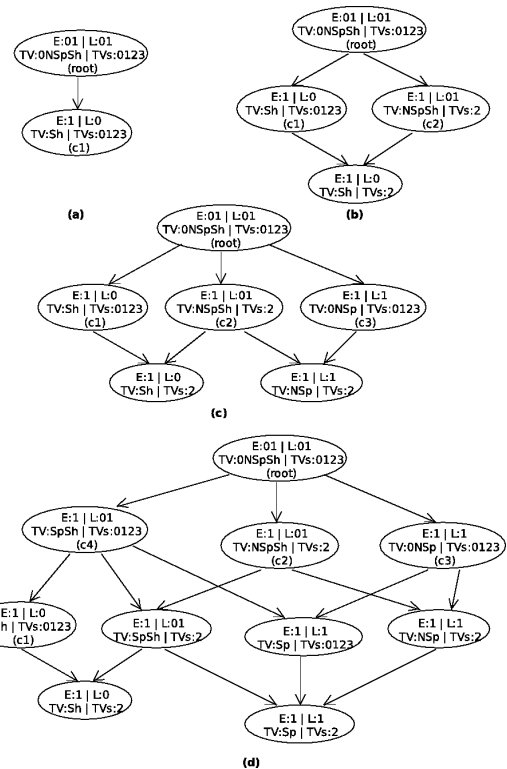 E:01 | L:01
TV:0NSpSh | TVs:0123
(root)
E:1 | L:0
TV:Sh | TVs:0123
(c1)
(a)
E:01 | L:01
TV:0NSpSh | TVs:0123
(root)
E:1 | L:0
TV:Sh | TVs:0123
(c1)
E:1 | L:01
TV:NSpSh | TVs:2
(c2)
E:1 | L:0
TV:Sh | TVs:2
(b)
E:01 | L:01
TV:0NSpSh | TVs:0123
(root)
E:1 | L:0
TV:Sh | TVs:0123
(c1)
E:1 | L:01
TV:NSpSh | TVs:2
(c2)
E:1 | L:1
TV:0NSp | TVs:0123
(c3)
E:1 | L:0
TV:Sh | TVs:2
E:1 | L:1
TV:NSp | TVs:2
(c)
E:01 | L:01
TV:0NSpSh | TVs:0123
(root)
E:1 | L:01
TV:SpSh | TVs:0123
(c4)
E:1 | L:01
TV:NSpSh | TVs:2
(c2)
E:1 | L:1
TV:0NSp | TVs:0123
(c3)
E:1 | L:0
h | TVs:0123
(c1)
E:1 | L:01
TV:SpSh | TVs:2
E:1 | L:1
TV:Sp | TVs:0123
E:1 | L:1
TV:NSp | TVs:2
E:1 | L:0
TV:Sh | TVs:2
E:1 | L:1
TV:Sp | TVs:2
(d)